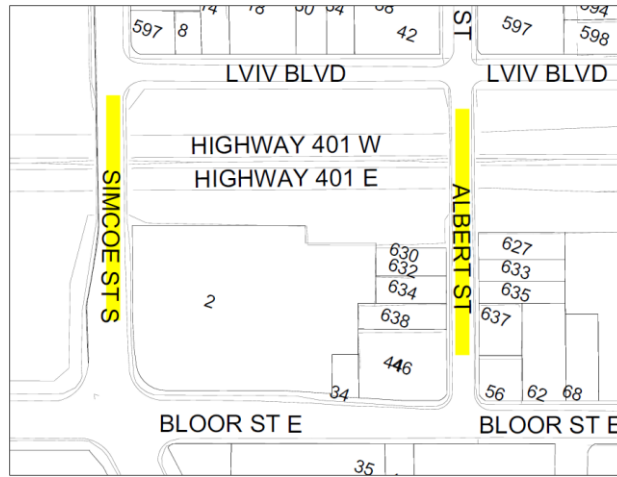 ST
594
597
8
14
18
30
34
38
42
597
598
LVIV BLVD
LVIV BLVD
HIGHWAY 401 W
HIGHWAY 401 E
SIMCOE ST S
ALBERT ST
630
632
634
638
446
34
2
627
633
635
637
56
62
68
BLOOR ST E
BLOOR ST E
35